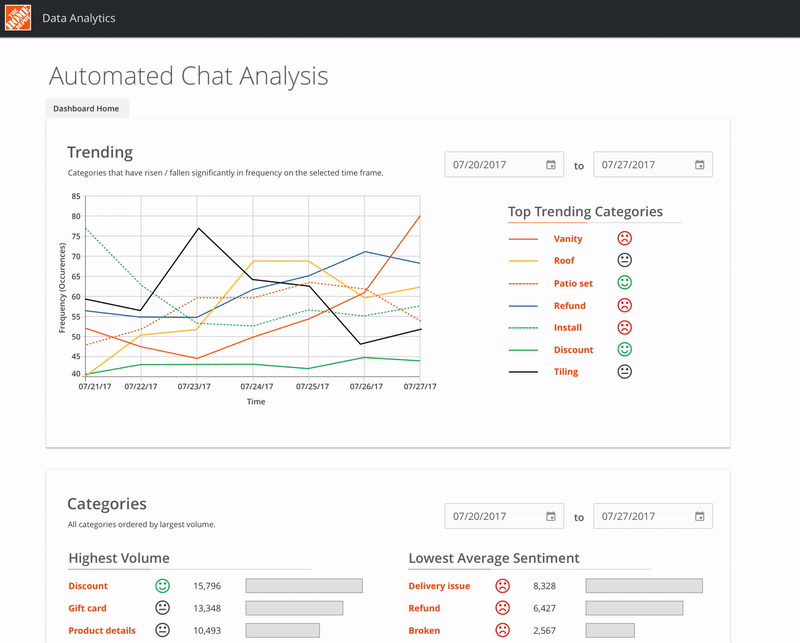 THE HOME DEPOT
Data Analytics
Automated Chat Analysis
Dashboard Home
Trending
Categories that have risen / fallen significantly in frequency on the selected time frame.
07/20/2017 to 07/27/2017
Frequency (Occurences)
85
80
75
70
65
60
55
50
45
40
07/21/17 07/22/17 07/23/17 07/24/17 07/25/17 07/26/17 07/27/17
Time
Top Trending Categories
Vanity
Roof
Patio set
Refund
Install
Discount
Tiling
Categories
All categories ordered by largest volume.
07/20/2017 to 07/27/2017
Highest Volume
Discount 15,796
Gift card 13,348
Product details 10,493
Lowest Average Sentiment
Delivery issue 8,328
Refund 6,427
Broken 2,567